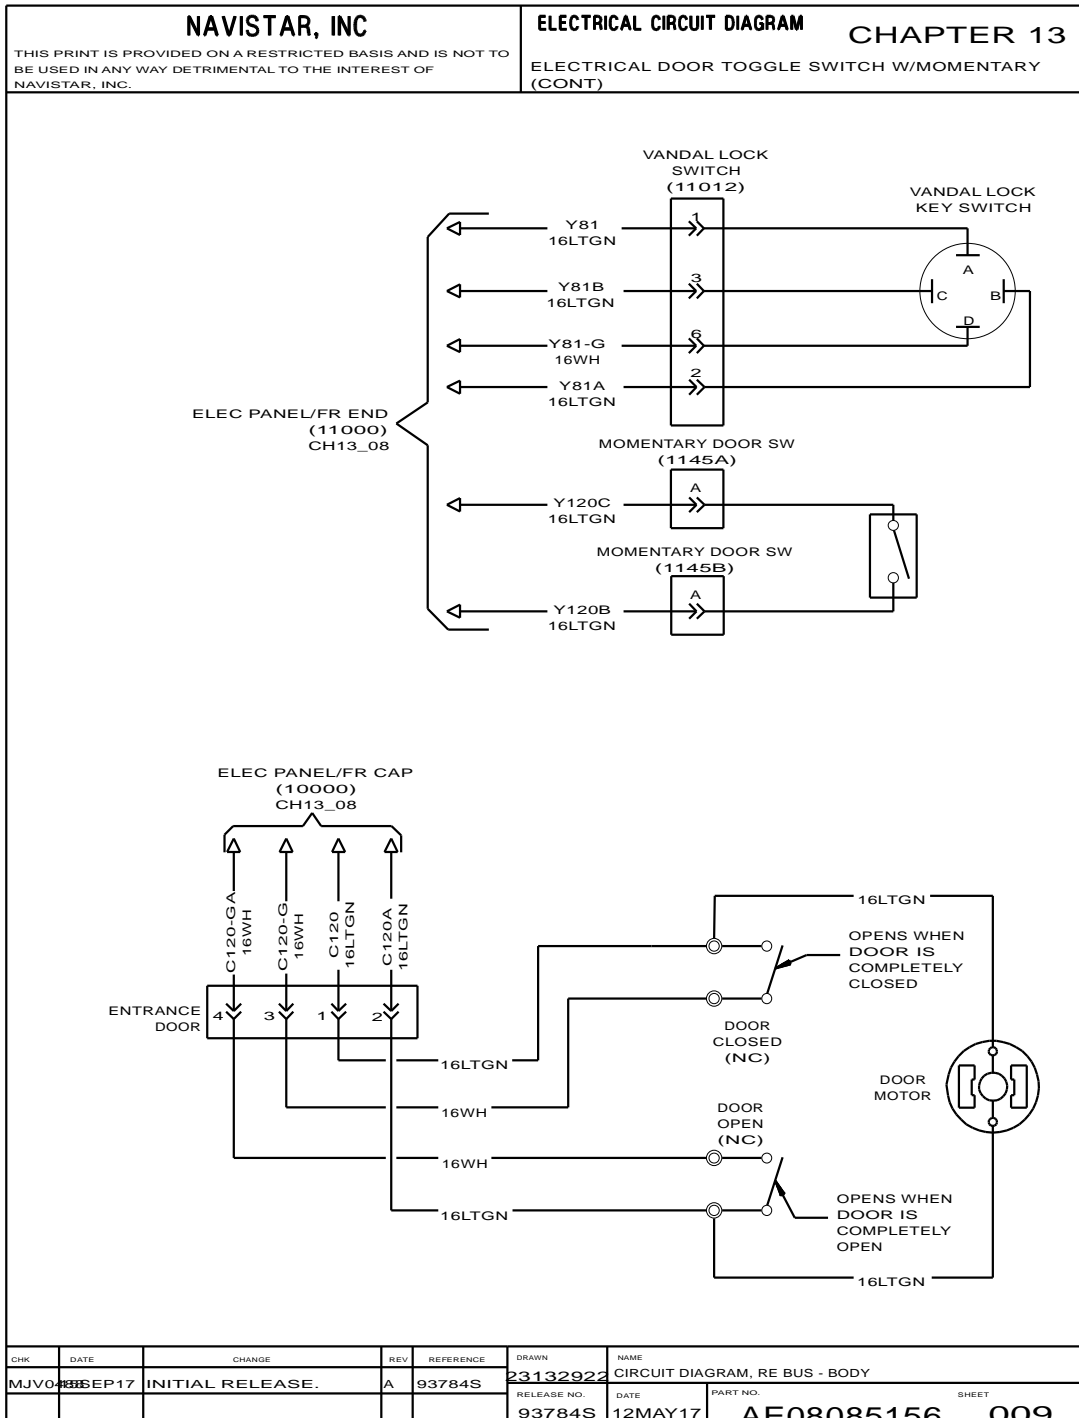 NAVISTAR, INC
THIS PRINT IS PROVIDED ON A RESTRICTED BASIS AND IS NOT TO
BE USED IN ANY WAY DETRIMENTAL TO THE INTEREST OF
NAVISTAR, INC.
ELECTRICAL CIRCUIT DIAGRAM
CHAPTER 13
ELECTRICAL DOOR TOGGLE SWITCH W/MOMENTARY
(CONT)
VANDAL LOCK
SWITCH
(11012)
VANDAL LOCK
KEY SWITCH
Y81
16LTGN
1
A
Y81B
16LTGN
3
C
B
D
Y81-G
16WH
6
Y81A
16LTGN
2
ELEC PANEL/FR END
(11000)
CH13_08
MOMENTARY DOOR SW
(1145A)
A
Y120C
16LTGN
MOMENTARY DOOR SW
(1145B)
A
Y120B
16LTGN
ELEC PANEL/FR CAP
(10000)
CH13_08
C120-GA
16WH
C120-G
16WH
C120
16LTGN
C120A
16LTGN
ENTRANCE
DOOR
4
3
1
2
16LTGN
16WH
16WH
16LTGN
16LTGN
OPENS WHEN
DOOR IS
COMPLETELY
CLOSED
DOOR
CLOSED
(NC)
DOOR
MOTOR
DOOR
OPEN
(NC)
OPENS WHEN
DOOR IS
COMPLETELY
OPEN
16LTGN
CHK
DATE
CHANGE
REV
REFERENCE
DRAWN
NAME
INITIAL RELEASE.
A
93784S
23132922
CIRCUIT DIAGRAM, RE BUS - BODY
RELEASE NO.
DATE
PART NO.
SHEET
93784S
12MAY17
AE08085156
009